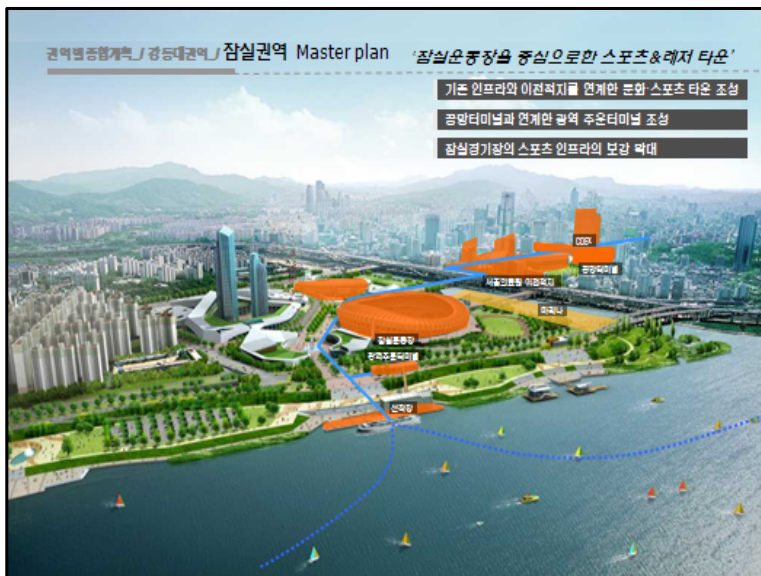 권역별종합계획_/ 강동대권역_/ 잠실권역 Master plan
‘잠실운동장을 중심으로한 스포츠&레저 타운’
기존 인프라와 이전적지를 연계한 문화·스포츠 타운 조성
공항터미널과 연계한 광역 주운터미널 조성
잠실경기장의 스포츠 인프라의 보강 확대
COEX
공항터미널
서울의료원 이전적지
마리나
잠실운동장
광역주운터미널
선착장